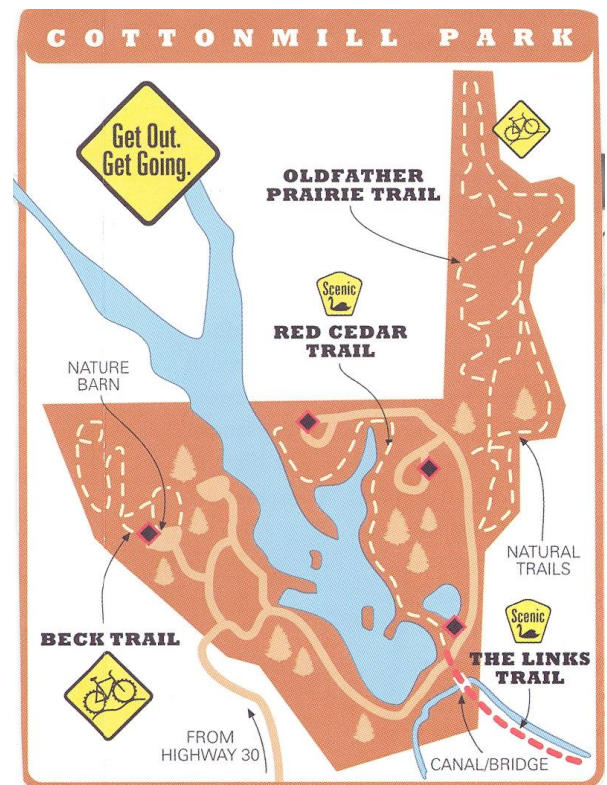 COTTONMILL PARK
Get Out.
Get Going.
OLDFATHER
PRAIRIE TRAIL
Scenic
RED CEDAR
TRAIL
NATURE
BARN
NATURAL
TRAILS
BECK TRAIL
Scenic
THE LINKS
TRAIL
FROM
HIGHWAY 30
CANAL/BRIDGE